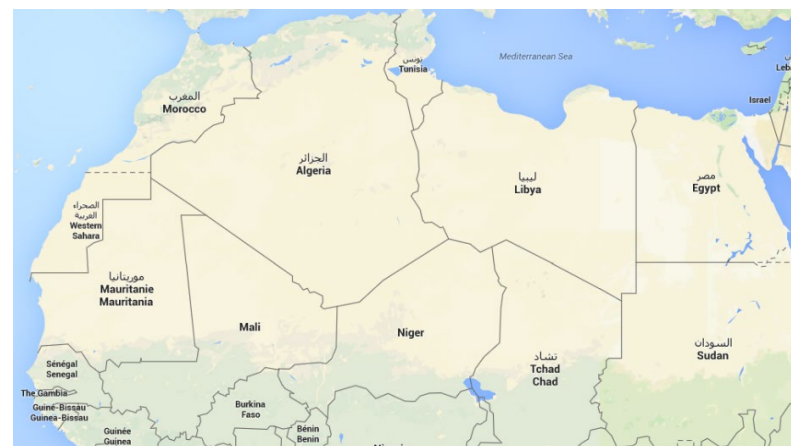 Mediterranean Sea
تونس
Tunisia
Israel
المغرب
Morocco
الجزائر
Algeria
ليبيا
Libya
مصر
Egypt
الصحراء
الغربية
Western
Sahara
موريتانيا
Mauritanie
Mauritania
Mali
Niger
تشاد
Tchad
Chad
السودان
Sudan
Sénégal
Senegal
The Gambia
Guiné-Bissau
Guinea-Bissau
Guinée
Guinea
Burkina
Faso
Bénin
Benin